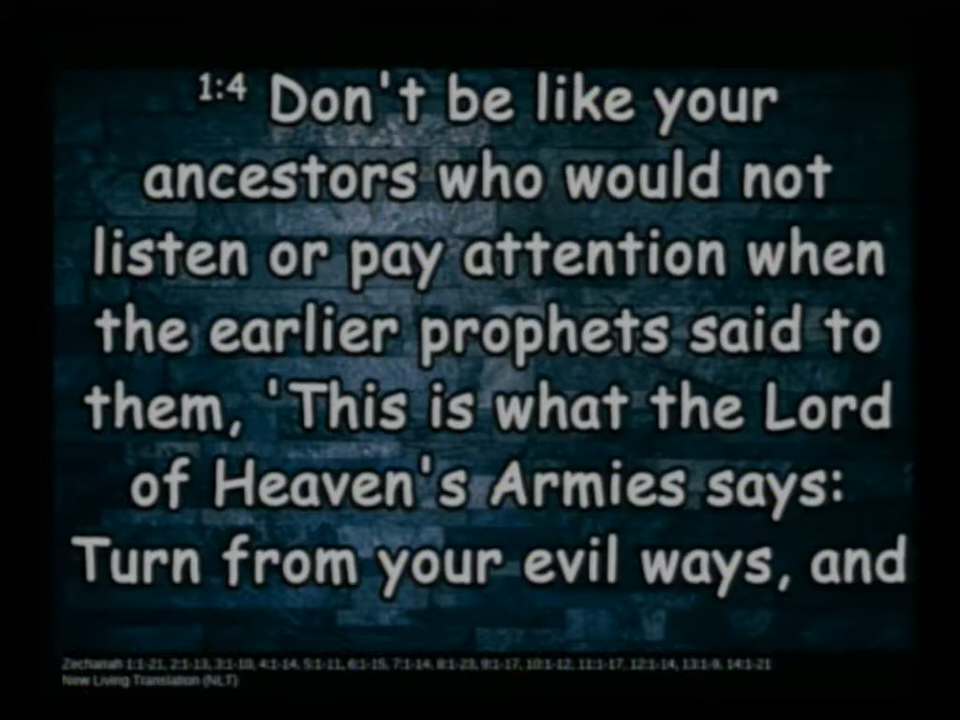 1:4 Don't be like your
ancestors who would not
listen or pay attention when
the earlier prophets said to
them, 'This is what the Lord
of Heaven's Armies says:
Turn from your evil ways, and
Zechariah 1:1-21, 2:1-13, 3:1-10, 4:1-14, 5:1-11, 6:1-15, 7:1-14, 8:1-23, 9:1-17, 10:1-12, 11:1-17, 12:1-14, 13:1-9, 14:1-21
New Living Translation (NLT)